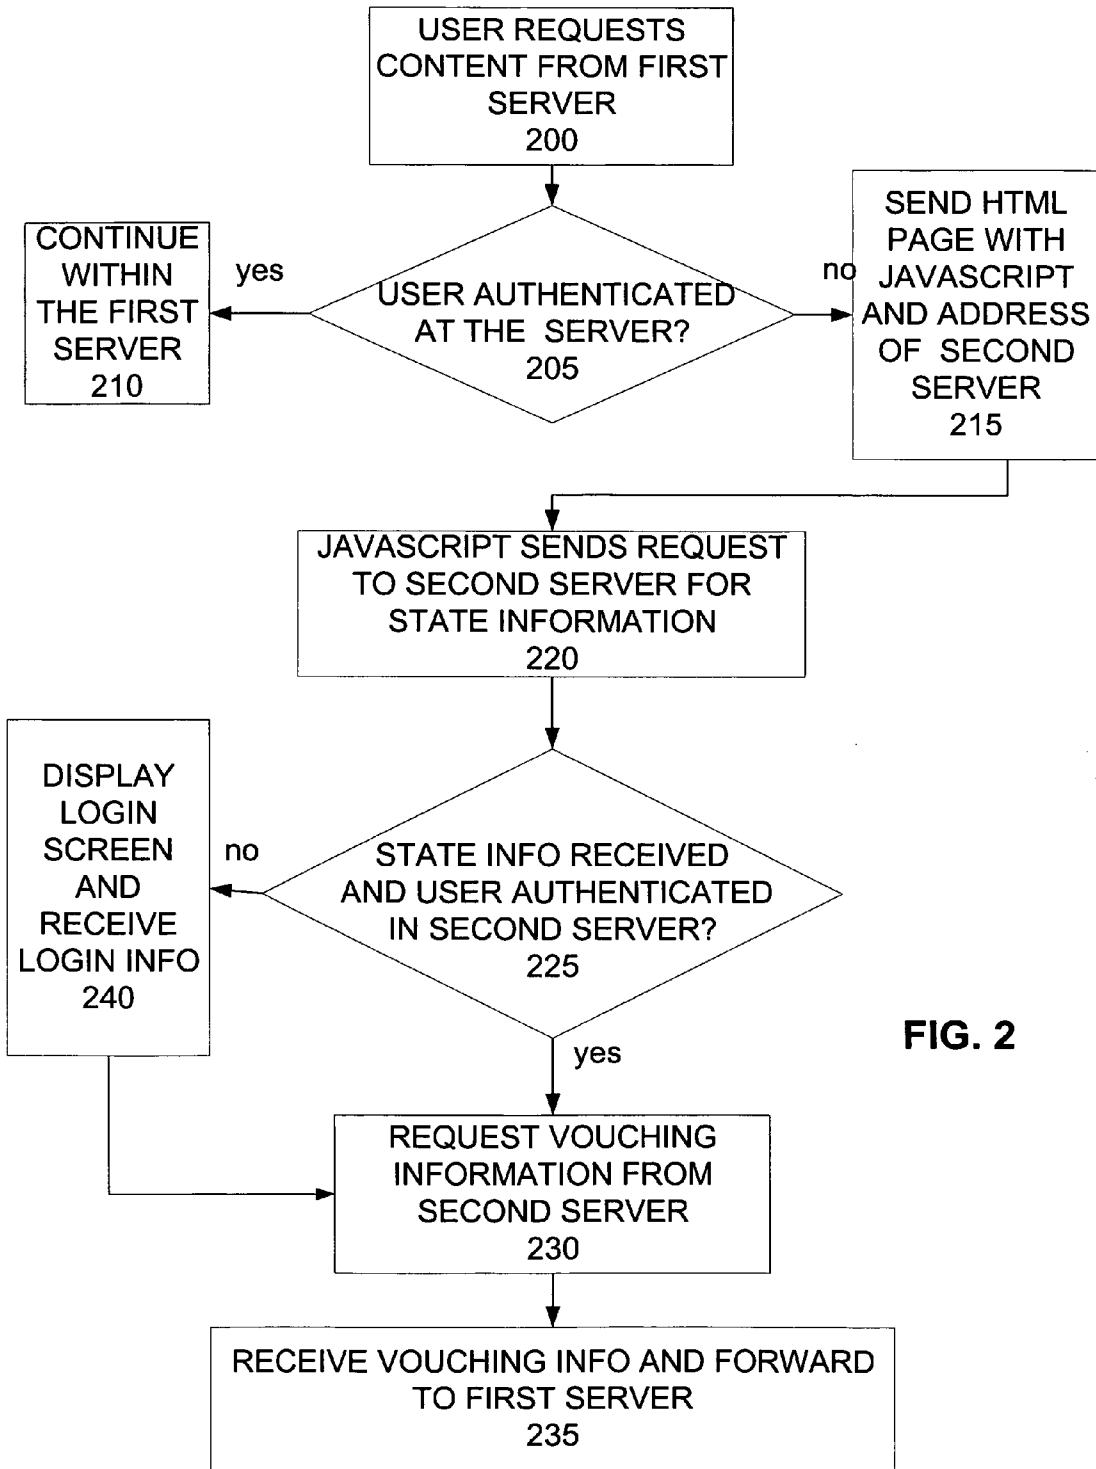 USER REQUESTS
CONTENT FROM FIRST
SERVER
200
CONTINUE
WITHIN
THE FIRST
SERVER
210
yes
USER AUTHENTICATED
AT THE SERVER?
205
no
SEND HTML
PAGE WITH
JAVASCRIPT
AND ADDRESS
OF SECOND
SERVER
215
JAVASCRIPT SENDS REQUEST
TO SECOND SERVER FOR
STATE INFORMATION
220
DISPLAY
LOGIN
SCREEN
AND
RECEIVE
LOGIN INFO
240
no
STATE INFO RECEIVED
AND USER AUTHENTICATED
IN SECOND SERVER?
225
yes
FIG. 2
REQUEST VOUCHING
INFORMATION FROM
SECOND SERVER
230
RECEIVE VOUCHING INFO AND FORWARD
TO FIRST SERVER
235